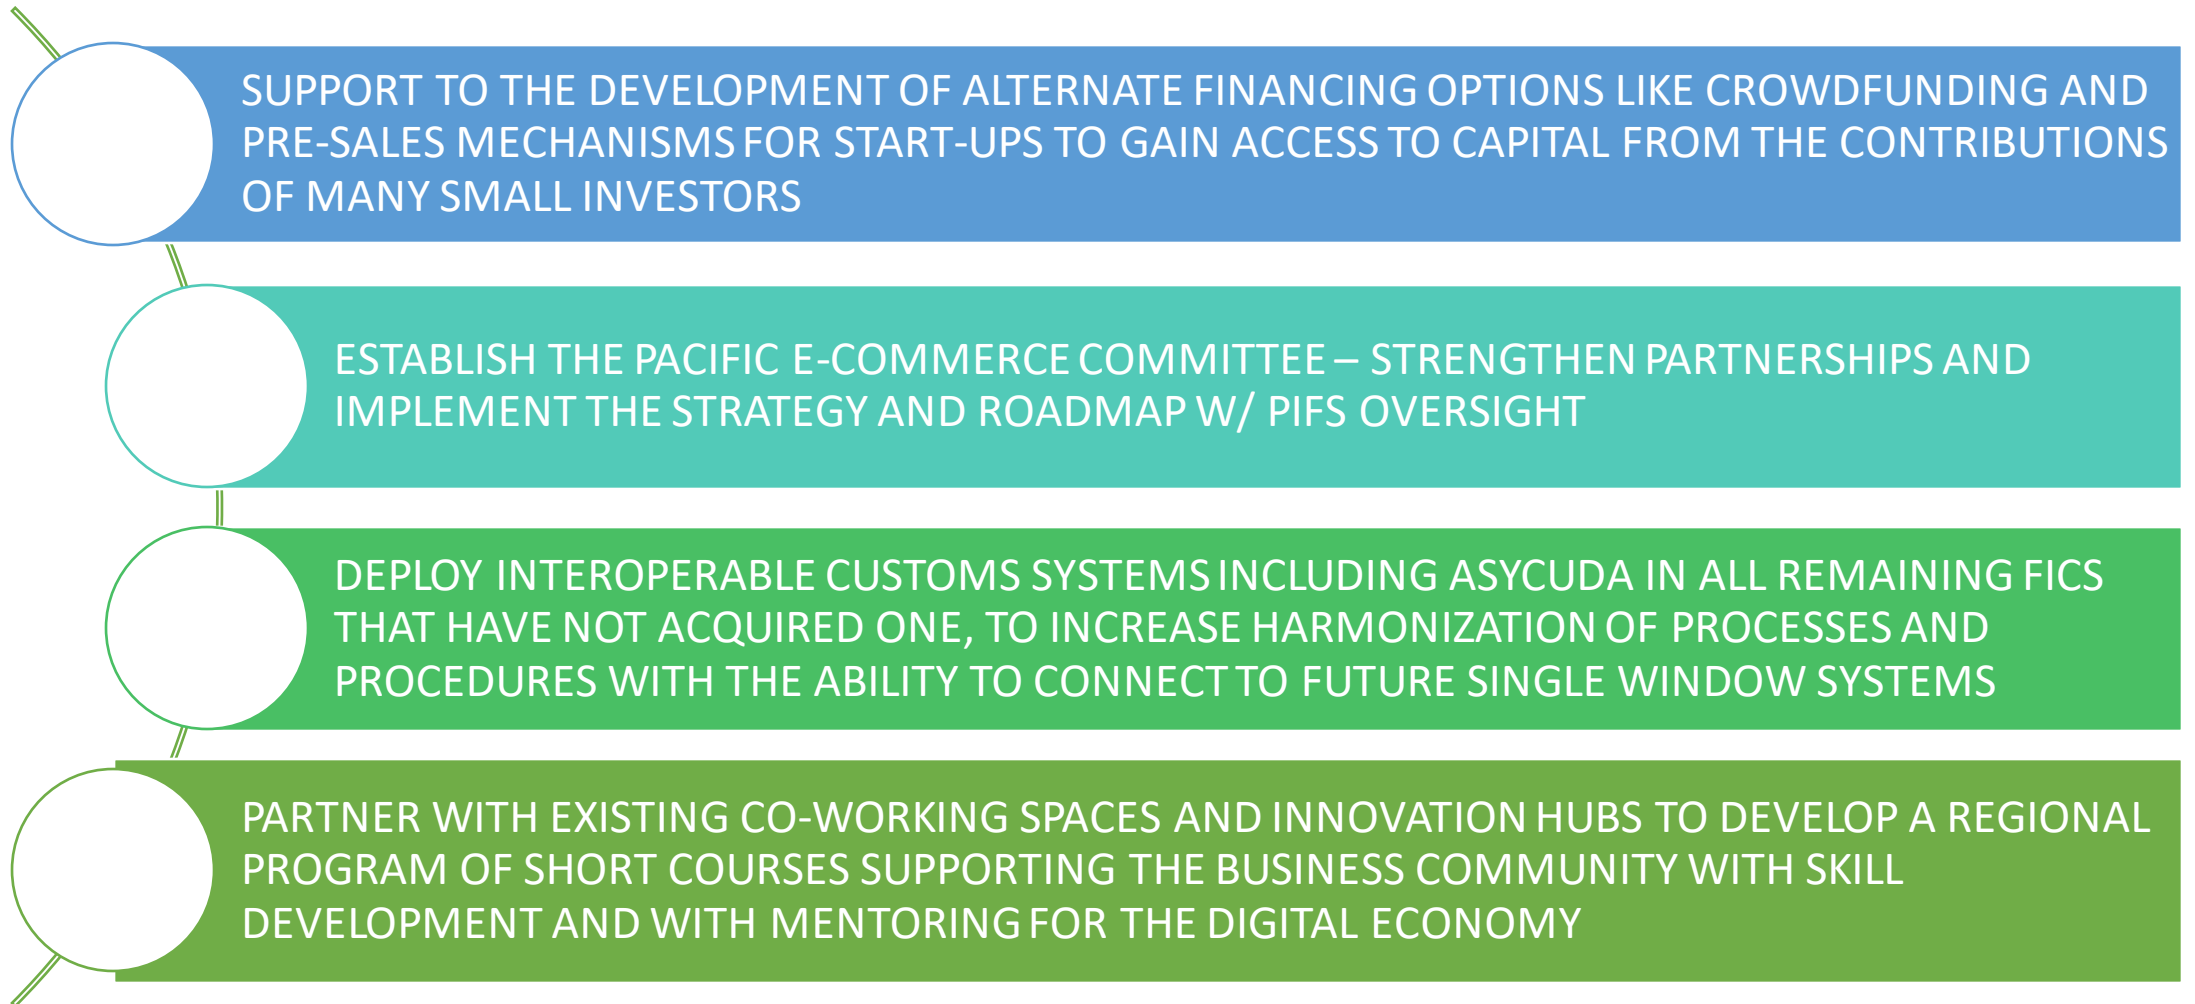 SUPPORT TO THE DEVELOPMENT OF ALTERNATE FINANCING OPTIONS LIKE CROWDFUNDING AND
PRE-SALES MECHANISMS FOR START-UPS TO GAIN ACCESS TO CAPITAL FROM THE CONTRIBUTIONS
OF MANY SMALL INVESTORS
ESTABLISH THE PACIFIC E-COMMERCE COMMITTEE – STRENGTHEN PARTNERSHIPS AND
IMPLEMENT THE STRATEGY AND ROADMAP W/ PIFS OVERSIGHT
DEPLOY INTEROPERABLE CUSTOMS SYSTEMS INCLUDING ASYCUDA IN ALL REMAINING FICS
THAT HAVE NOT ACQUIRED ONE, TO INCREASE HARMONIZATION OF PROCESSES AND
PROCEDURES WITH THE ABILITY TO CONNECT TO FUTURE SINGLE WINDOW SYSTEMS
PARTNER WITH EXISTING CO-WORKING SPACES AND INNOVATION HUBS TO DEVELOP A REGIONAL
PROGRAM OF SHORT COURSES SUPPORTING THE BUSINESS COMMUNITY WITH SKILL
DEVELOPMENT AND WITH MENTORING FOR THE DIGITAL ECONOMY